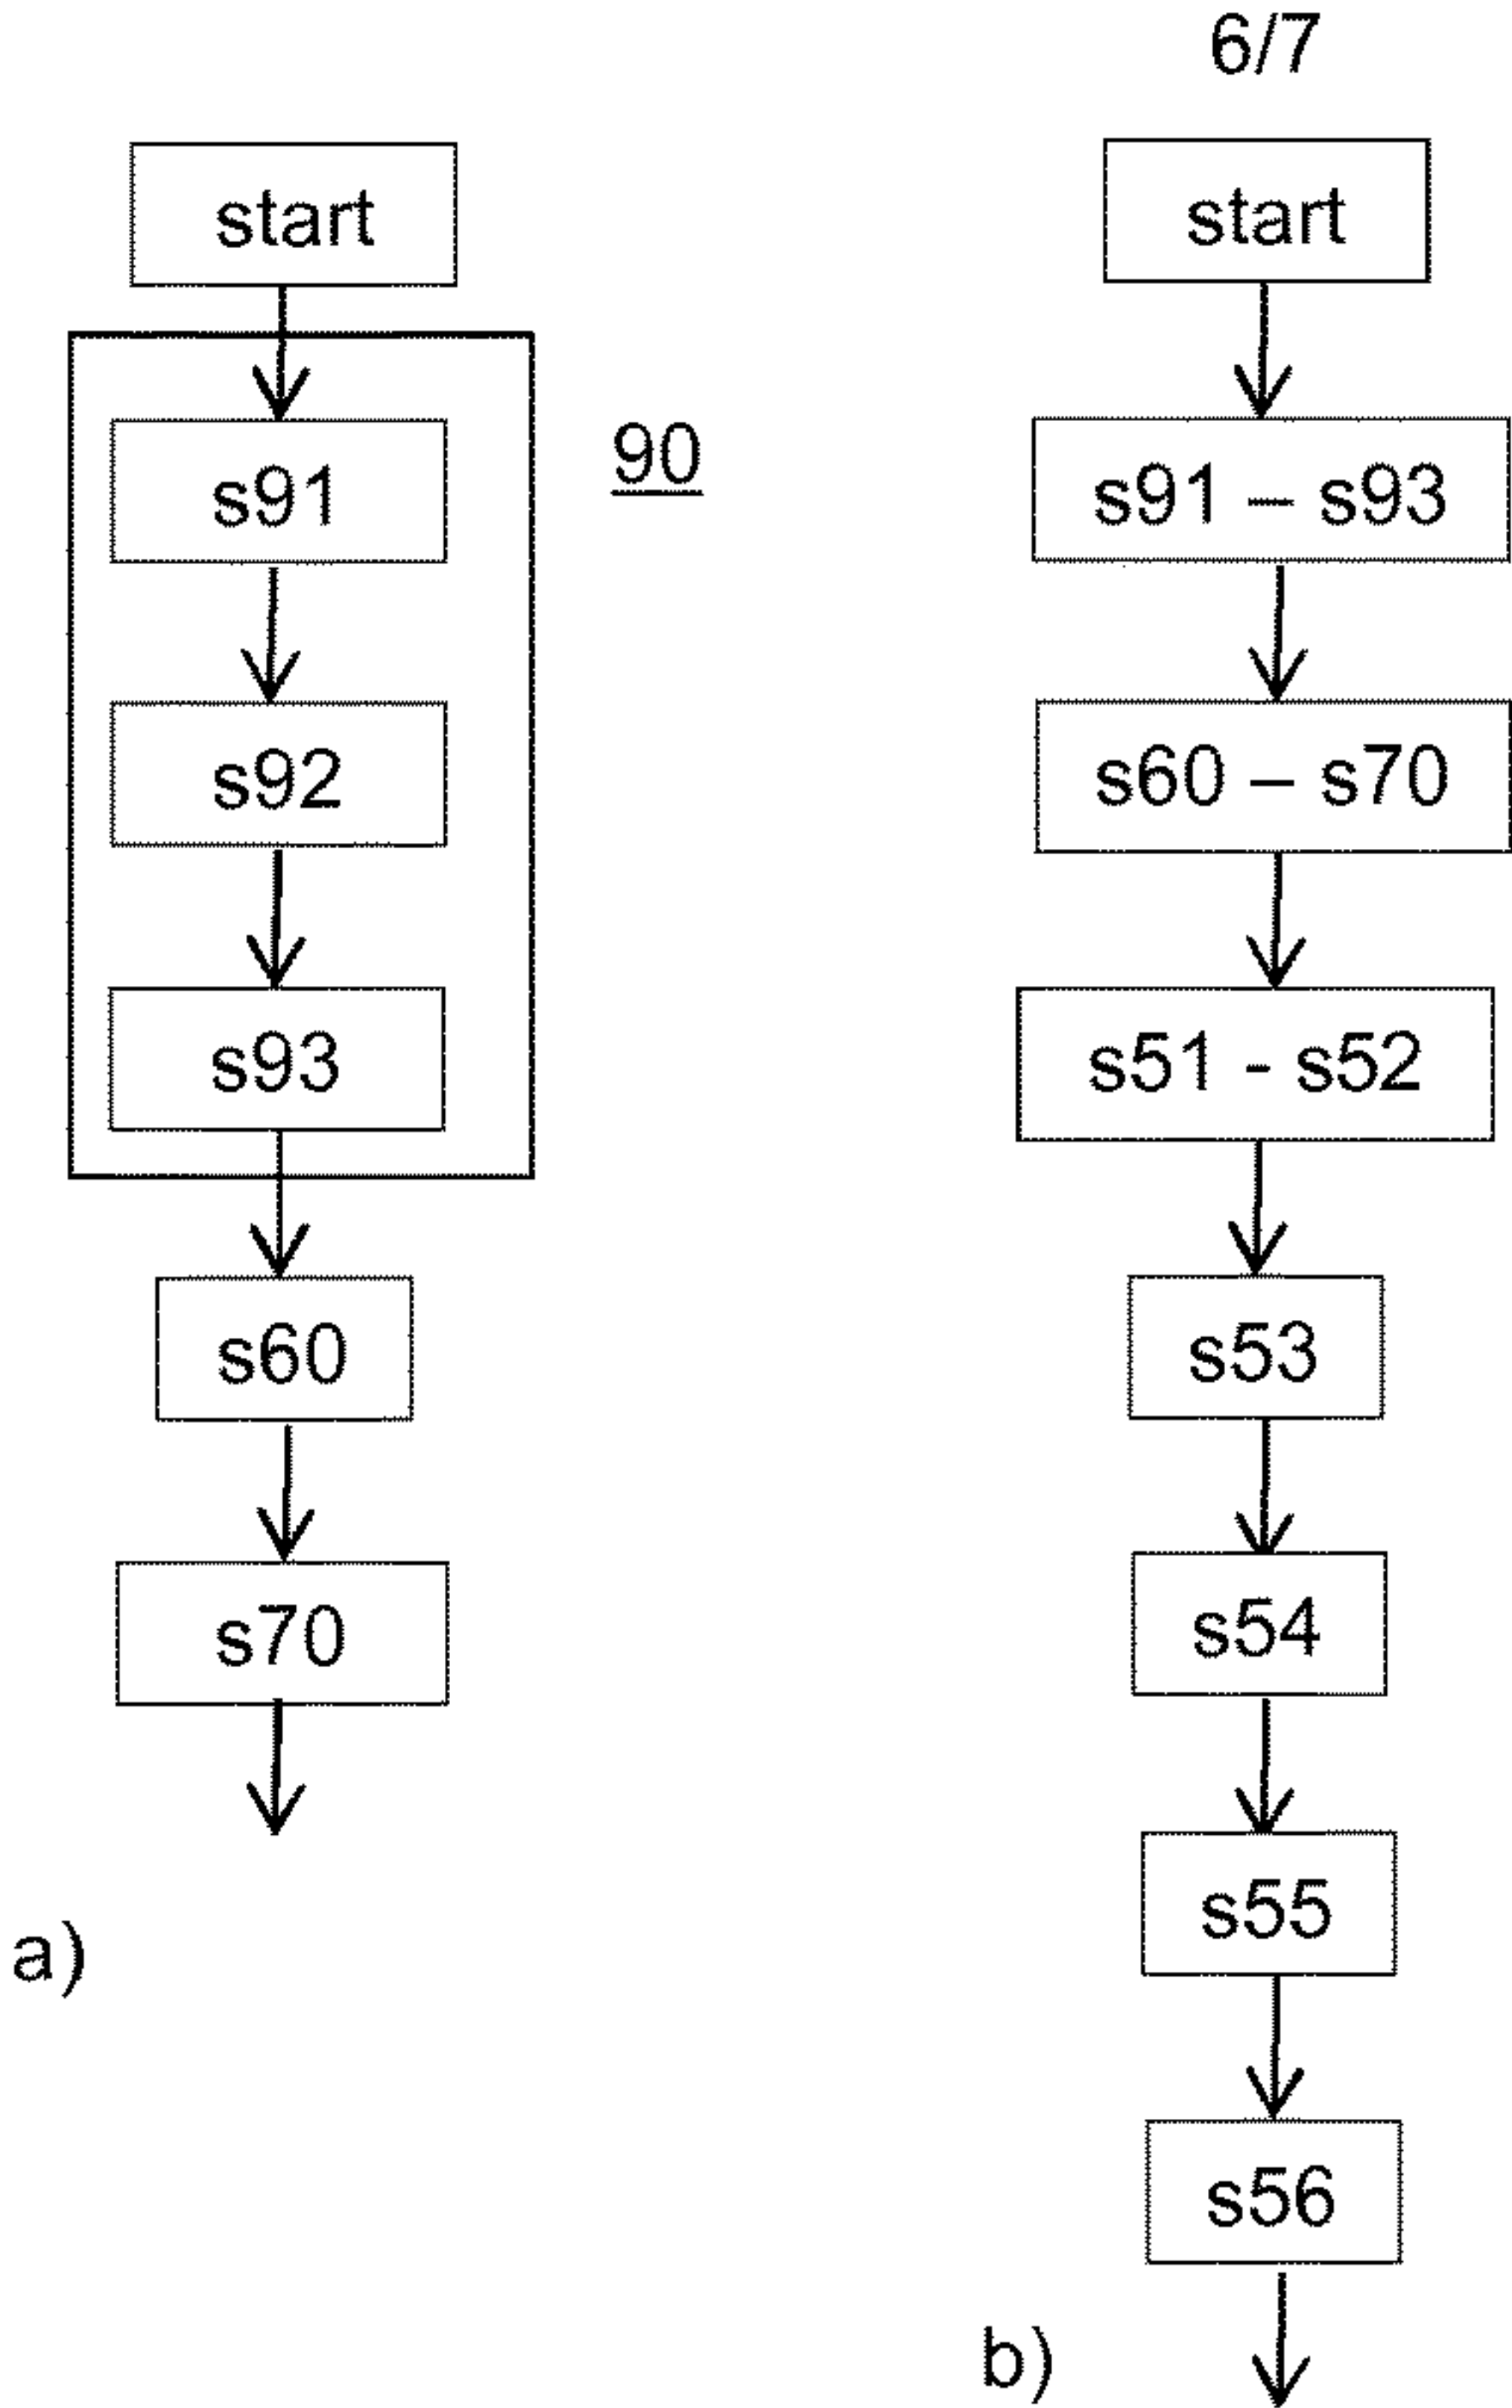 6/7
start
s91
90
s92
s93
s60
s70
a)
start
s91 – s93
s60 – s70
s51 - s52
s53
s54
s55
s56
b)